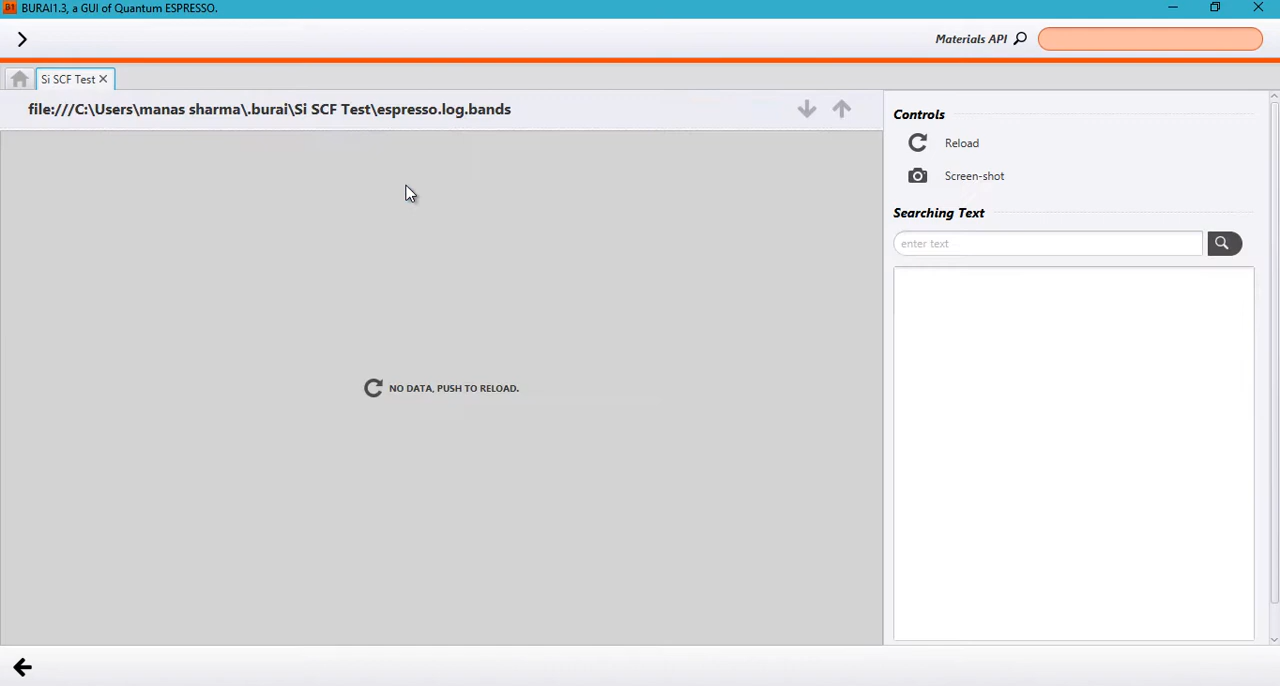 B1 BURAI1.3, a GUI of Quantum ESPRESSO.
Materials API
Si SCF Test
file:///C:\Users\manas sharma\.burai\Si SCF Test\espresso.log.bands
Controls
Reload
Screen-shot
Searching Text
enter text
NO DATA, PUSH TO RELOAD.